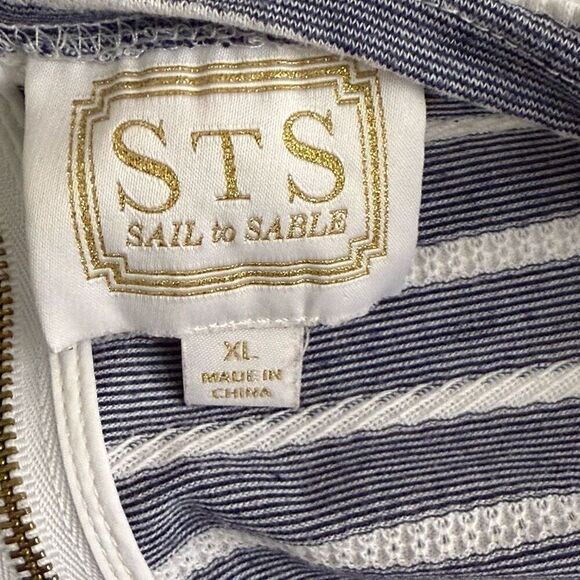 STS
SAIL to SABLE
XL
MADE IN
CHINA